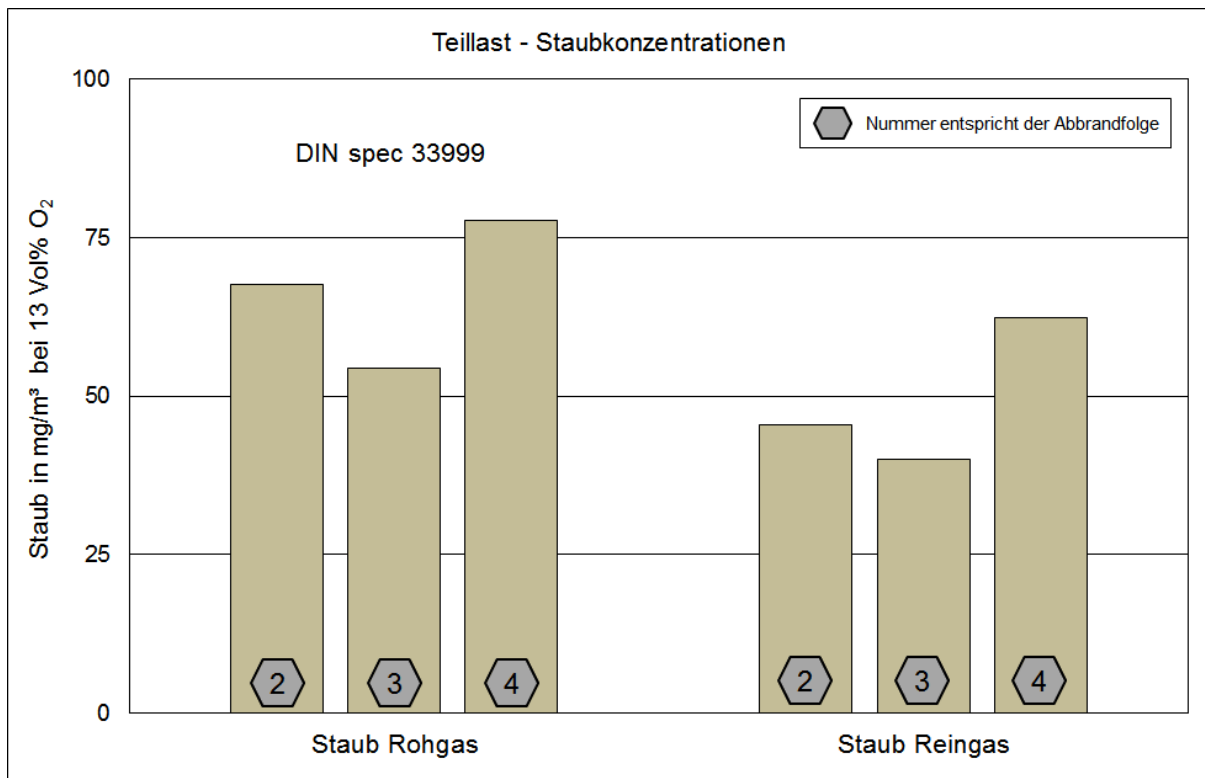 Teillast - Staubkonzentrationen
100
Nummer entspricht der Abbrandfolge
DIN spec 33999
75
50
25
0
Staub in mg/m³ bei 13 Vol% O₂
2
3
4
2
3
4
Staub Rohgas
Staub Reingas